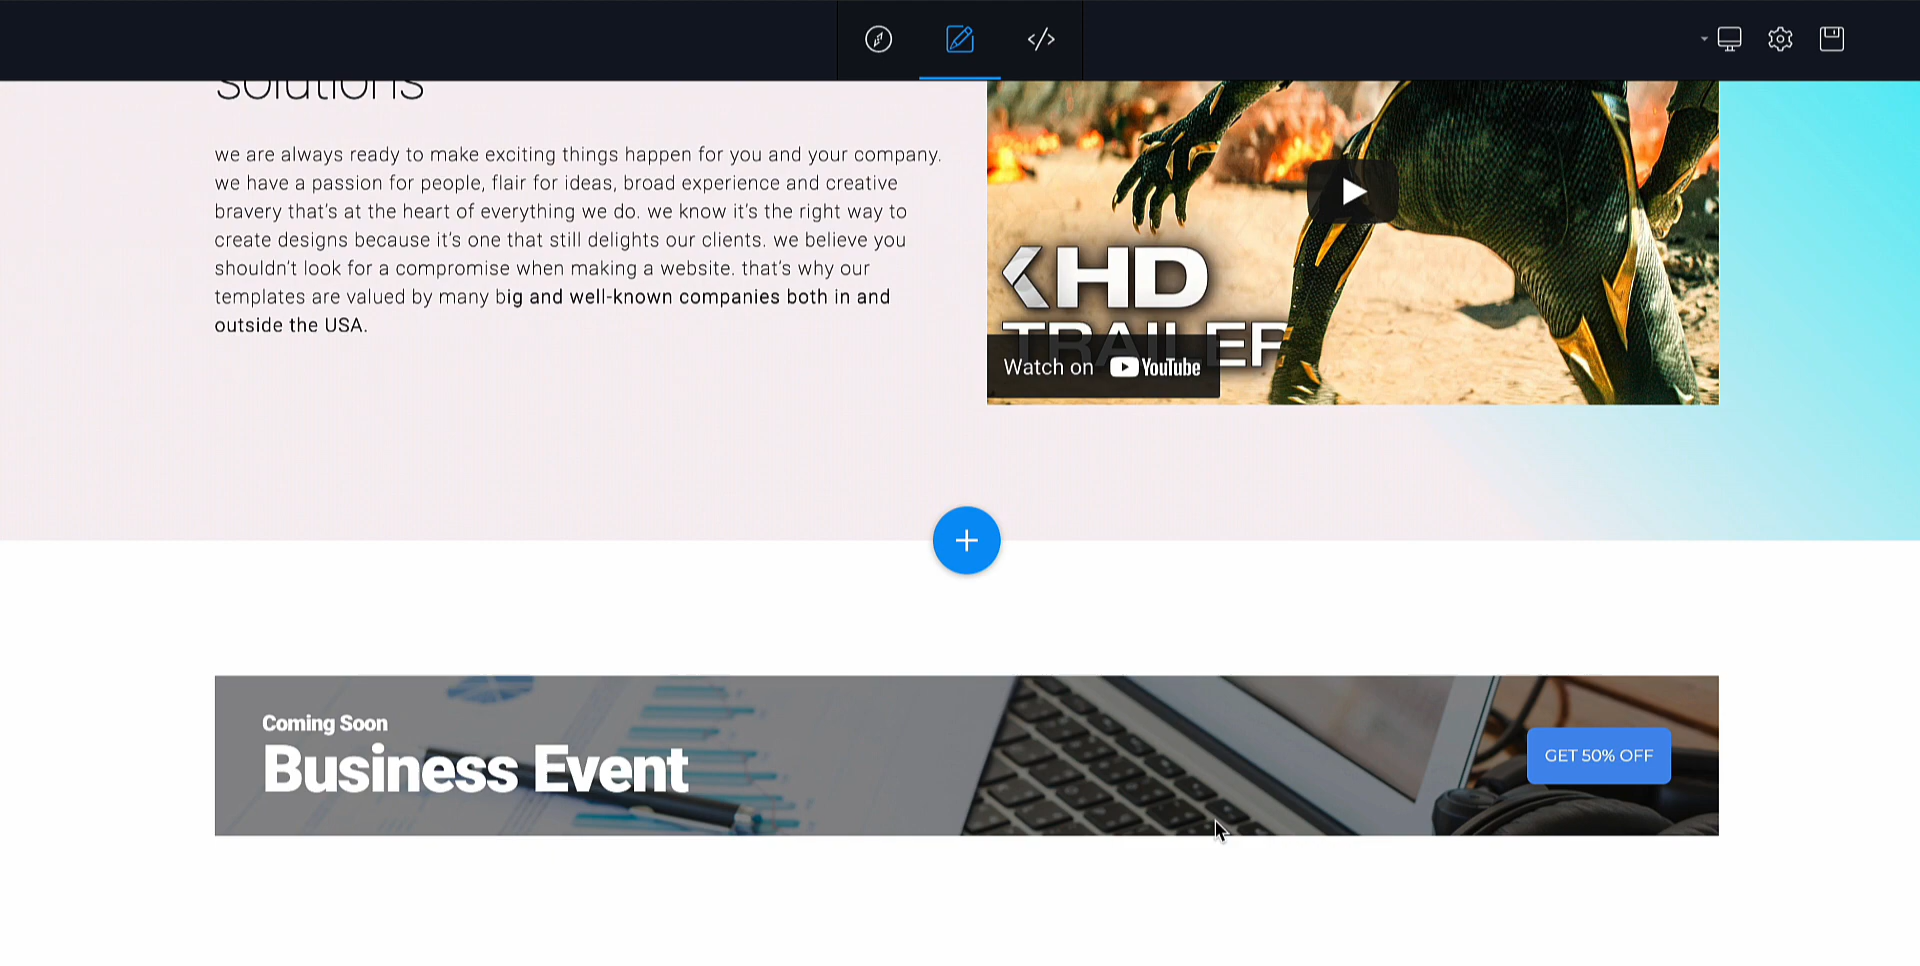 solutions
we are always ready to make exciting things happen for you and your company.
we have a passion for people, flair for ideas, broad experience and creative
bravery that's at the heart of everything we do. we know it's the right way to
create designs because it's one that still delights our clients. we believe you
shouldn't look for a compromise when making a website. that's why our
templates are valued by many big and well-known companies both in and
outside the USA.
HD
TRAILER
Watch on YouTube
Coming Soon
Business Event
GET 50% OFF